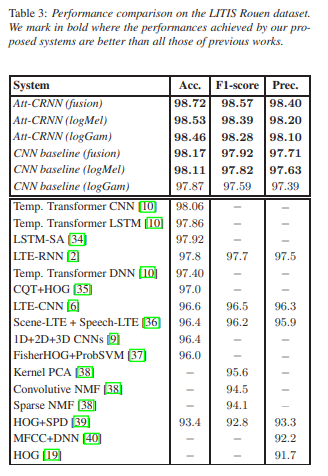 Table 3: Performance comparison on the LITIS Rouen dataset.
We mark in bold where the performances achieved by our pro-
posed systems are better than all those of previous works.
System Acc. F1-score Prec.
Att-CRNN (fusion) 98.72 98.57 98.40
Att-CRNN (logMel) 98.53 98.39 98.20
Att-CRNN (logGam) 98.46 98.28 98.10
CNN baseline (fusion) 98.17 97.92 97.71
CNN baseline (logMel) 98.11 97.82 97.63
CNN baseline (logGam) 97.87 97.59 97.39
Temp. Transformer CNN [10] 98.06 – –
Temp. Transformer LSTM [10] 97.86 – –
LSTM-SA [34] 97.92 – –
LTE-RNN [2] 97.8 97.7 97.5
Temp. Transformer DNN [10] 97.40 – –
CQT+HOG [35] 97.0 – –
LTE-CNN [6] 96.6 96.5 96.3
Scene-LTE + Speech-LTE [36] 96.4 96.2 95.9
1D+2D+3D CNNs [9] 96.4 – –
FisherHOG+ProbSVM [37] 96.0 – –
Kernel PCA [38] – 95.6 –
Convolutive NMF [38] – 94.5 –
Sparse NMF [38] – 94.1 –
HOG+SPD [39] 93.4 92.8 93.3
MFCC+DNN [40] – – 92.2
HOG [19] – – 91.7